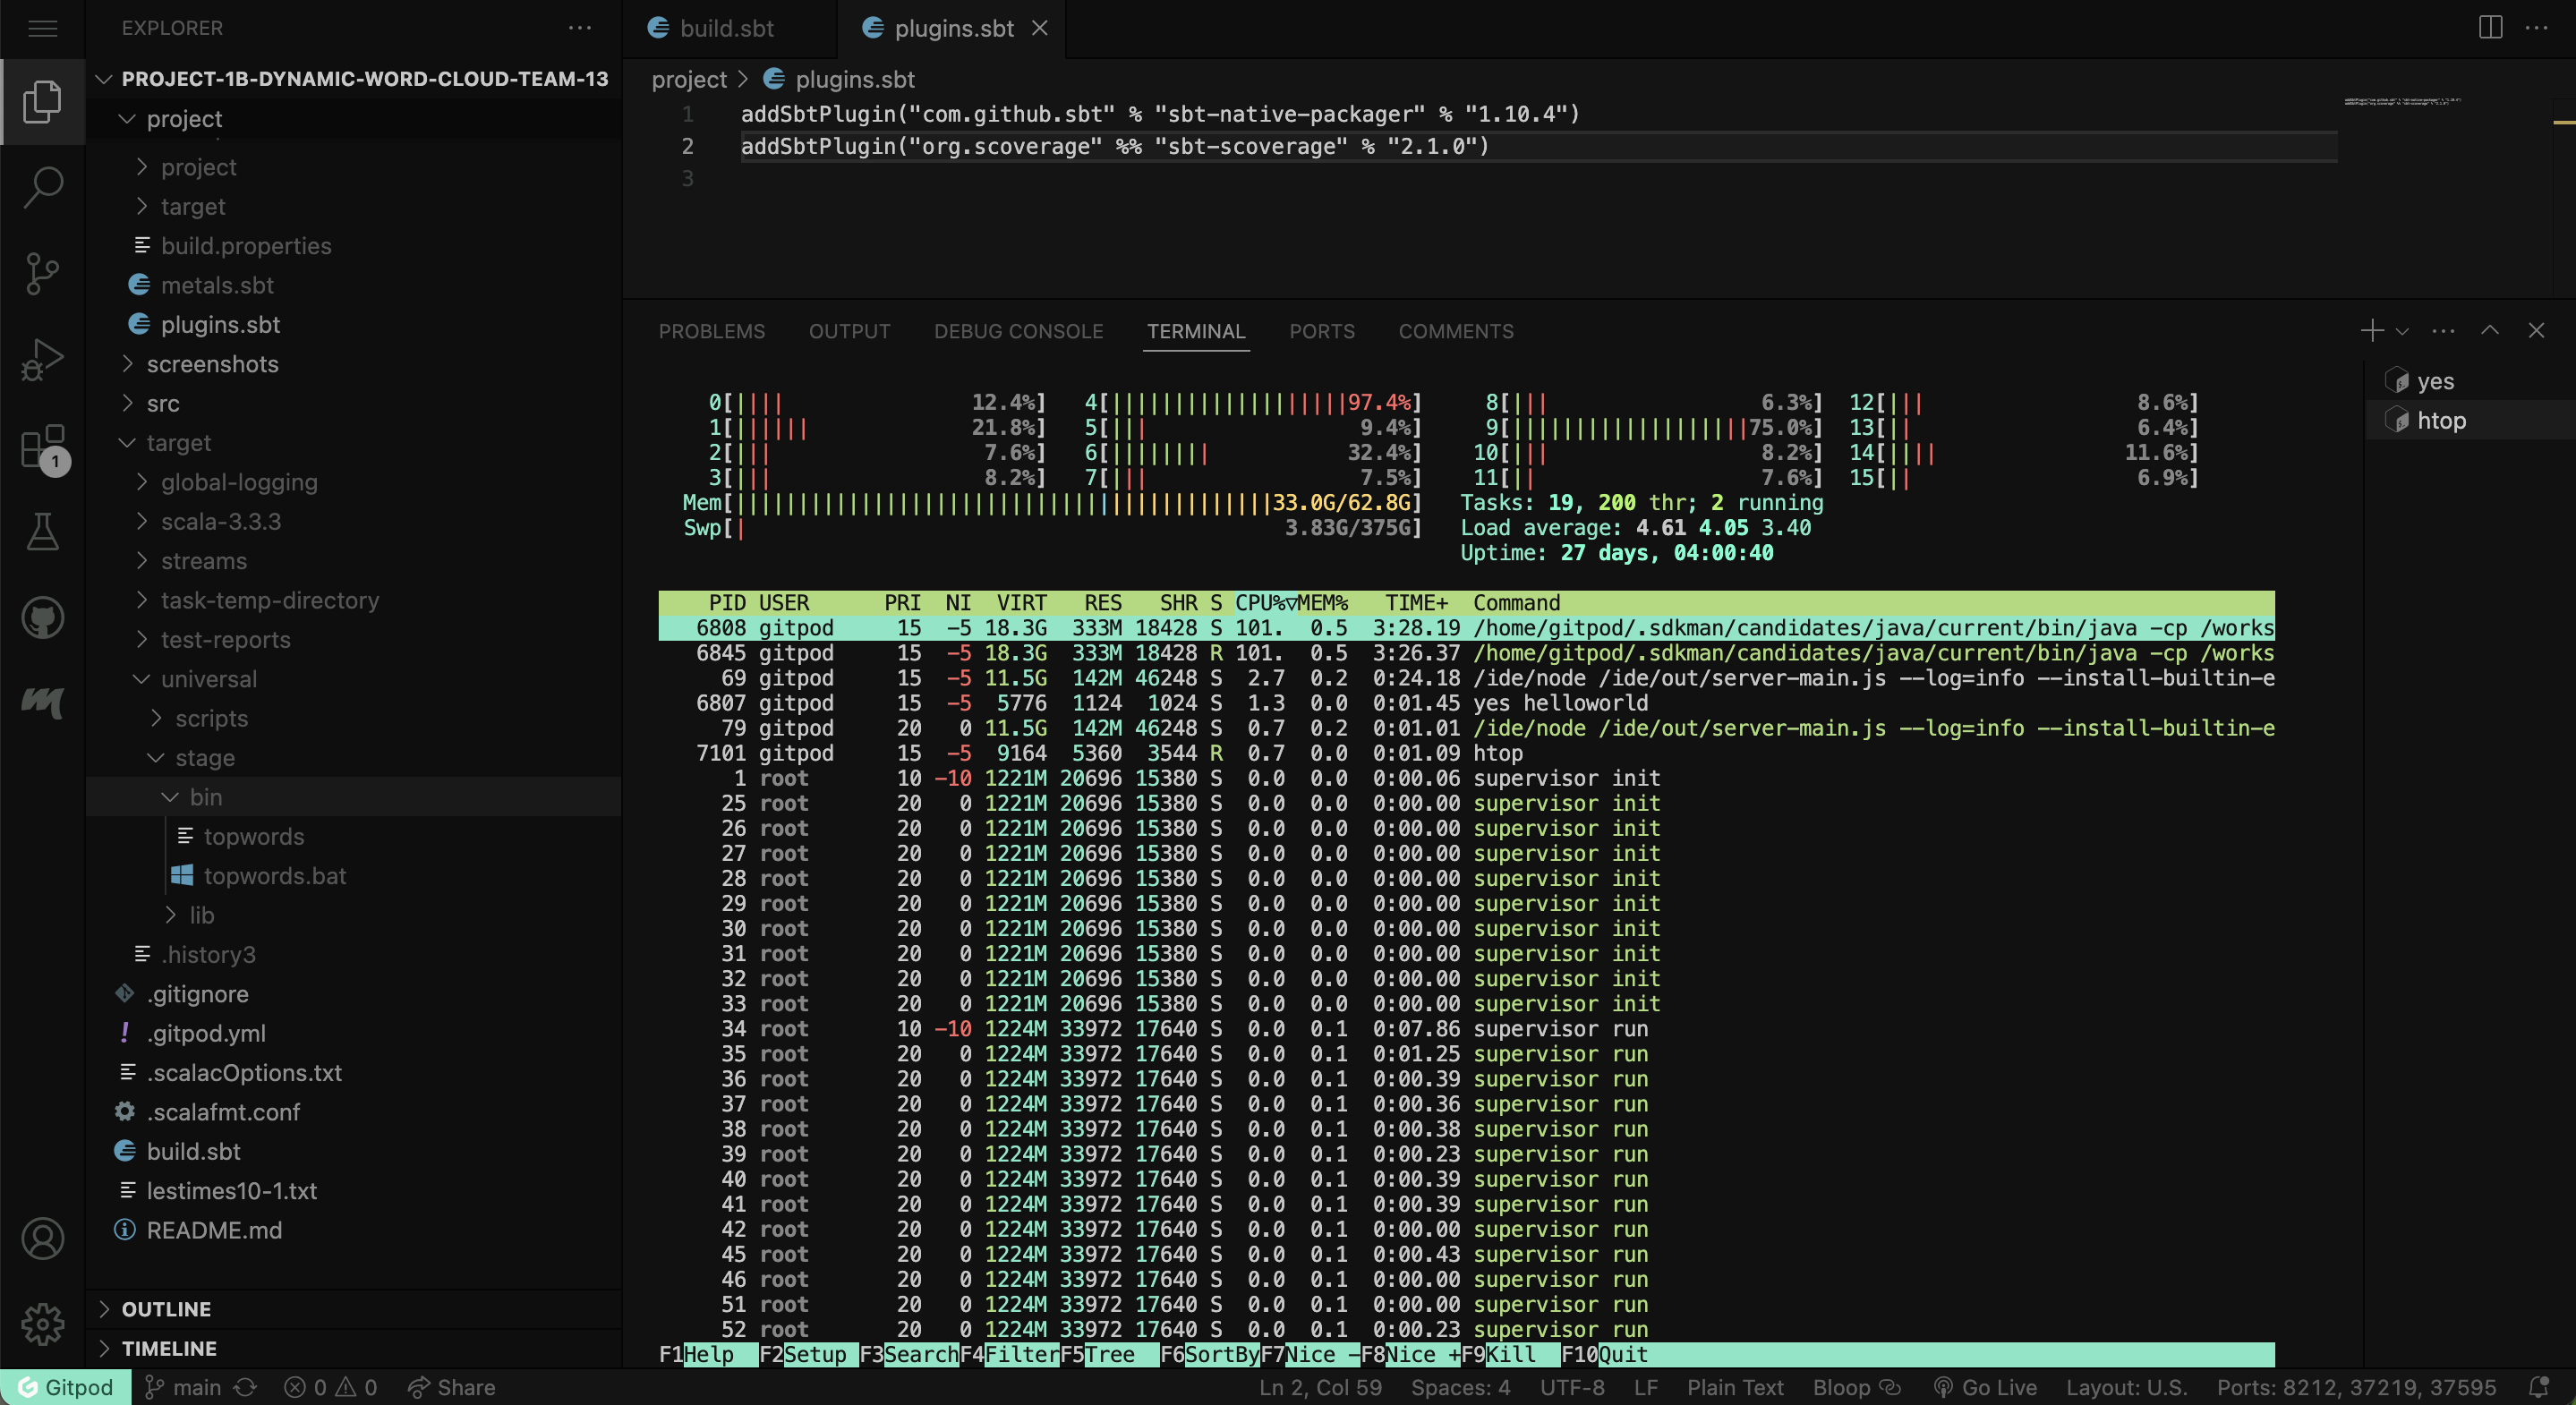 EXPLORER
PROJECT-1B-DYNAMIC-WORD-CLOUD-TEAM-13
project
project
target
build.properties
metals.sbt
plugins.sbt
screenshots
src
target
global-logging
scala-3.3.3
streams
task-temp-directory
test-reports
universal
scripts
stage
bin
topwords
topwords.bat
lib
.history3
.gitignore
.gitpod.yml
.scalacOptions.txt
.scalafmt.conf
build.sbt
lestimes10-1.txt
README.md
OUTLINE
TIMELINE
1
build.sbt
plugins.sbt
project > plugins.sbt
1 addSbtPlugin("com.github.sbt" % "sbt-native-packager" % "1.10.4")
2 addSbtPlugin("org.scoverage" %% "sbt-scoverage" % "2.1.0")
3
PROBLEMS OUTPUT DEBUG CONSOLE TERMINAL PORTS COMMENTS
yes
htop
0[|||| 12.4%] 4[|||||||||||||||||||97.4%] 8[||| 6.3%] 12[||| 8.6%]
1[|||||| 21.8%] 5[||| 9.4%] 9[|||||||||||||||||||75.0%] 13[|| 6.4%]
2[||| 7.6%] 6[|||||||| 32.4%] 10[||| 8.2%] 14[|||| 11.6%]
3[||| 8.2%] 7[||| 7.5%] 11[|| 7.6%] 15[|| 6.9%]
Mem[|||||||||||||||||||||||||||||||||||||||||||33.0G/62.8G] Tasks: 19, 200 thr; 2 running
Swp[| 3.83G/375G] Load average: 4.61 4.05 3.40
Uptime: 27 days, 04:00:40
PID USER PRI NI VIRT RES SHR S CPU%▽MEM% TIME+ Command
6808 gitpod 15 -5 18.3G 333M 18428 S 101. 0.5 3:28.19 /home/gitpod/.sdkman/candidates/java/current/bin/java -cp /works
6845 gitpod 15 -5 18.3G 333M 18428 R 101. 0.5 3:26.37 /home/gitpod/.sdkman/candidates/java/current/bin/java -cp /works
69 gitpod 15 -5 11.5G 142M 46248 S 2.7 0.2 0:24.18 /ide/node /ide/out/server-main.js --log=info --install-builtin-e
6807 gitpod 15 -5 5776 1124 1024 S 1.3 0.0 0:01.45 yes helloworld
79 gitpod 20 0 11.5G 142M 46248 S 0.7 0.2 0:01.01 /ide/node /ide/out/server-main.js --log=info --install-builtin-e
7101 gitpod 15 -5 9164 5360 3544 R 0.7 0.0 0:01.09 htop
1 root 10 -10 1221M 20696 15380 S 0.0 0.0 0:00.06 supervisor init
25 root 20 0 1221M 20696 15380 S 0.0 0.0 0:00.00 supervisor init
26 root 20 0 1221M 20696 15380 S 0.0 0.0 0:00.00 supervisor init
27 root 20 0 1221M 20696 15380 S 0.0 0.0 0:00.00 supervisor init
28 root 20 0 1221M 20696 15380 S 0.0 0.0 0:00.00 supervisor init
29 root 20 0 1221M 20696 15380 S 0.0 0.0 0:00.00 supervisor init
30 root 20 0 1221M 20696 15380 S 0.0 0.0 0:00.00 supervisor init
31 root 20 0 1221M 20696 15380 S 0.0 0.0 0:00.00 supervisor init
32 root 20 0 1221M 20696 15380 S 0.0 0.0 0:00.00 supervisor init
33 root 20 0 1221M 20696 15380 S 0.0 0.0 0:00.00 supervisor init
34 root 10 -10 1224M 33972 17640 S 0.0 0.1 0:07.86 supervisor run
35 root 20 0 1224M 33972 17640 S 0.0 0.1 0:01.25 supervisor run
36 root 20 0 1224M 33972 17640 S 0.0 0.1 0:00.39 supervisor run
37 root 20 0 1224M 33972 17640 S 0.0 0.1 0:00.36 supervisor run
38 root 20 0 1224M 33972 17640 S 0.0 0.1 0:00.38 supervisor run
39 root 20 0 1224M 33972 17640 S 0.0 0.1 0:00.23 supervisor run
40 root 20 0 1224M 33972 17640 S 0.0 0.1 0:00.39 supervisor run
41 root 20 0 1224M 33972 17640 S 0.0 0.1 0:00.39 supervisor run
42 root 20 0 1224M 33972 17640 S 0.0 0.1 0:00.00 supervisor run
45 root 20 0 1224M 33972 17640 S 0.0 0.1 0:00.43 supervisor run
46 root 20 0 1224M 33972 17640 S 0.0 0.1 0:00.00 supervisor run
51 root 20 0 1224M 33972 17640 S 0.0 0.1 0:00.00 supervisor run
52 root 20 0 1224M 33972 17640 S 0.0 0.1 0:00.23 supervisor run
F1Help F2Setup F3SearchF4FilterF5Tree F6SortByF7Nice -F8Nice +F9Kill F10Quit
Gitpod main 0 0 Share Ln 2, Col 59 Spaces: 4 UTF-8 LF Plain Text Bloop Go Live Layout: U.S. Ports: 8212, 37219, 37595